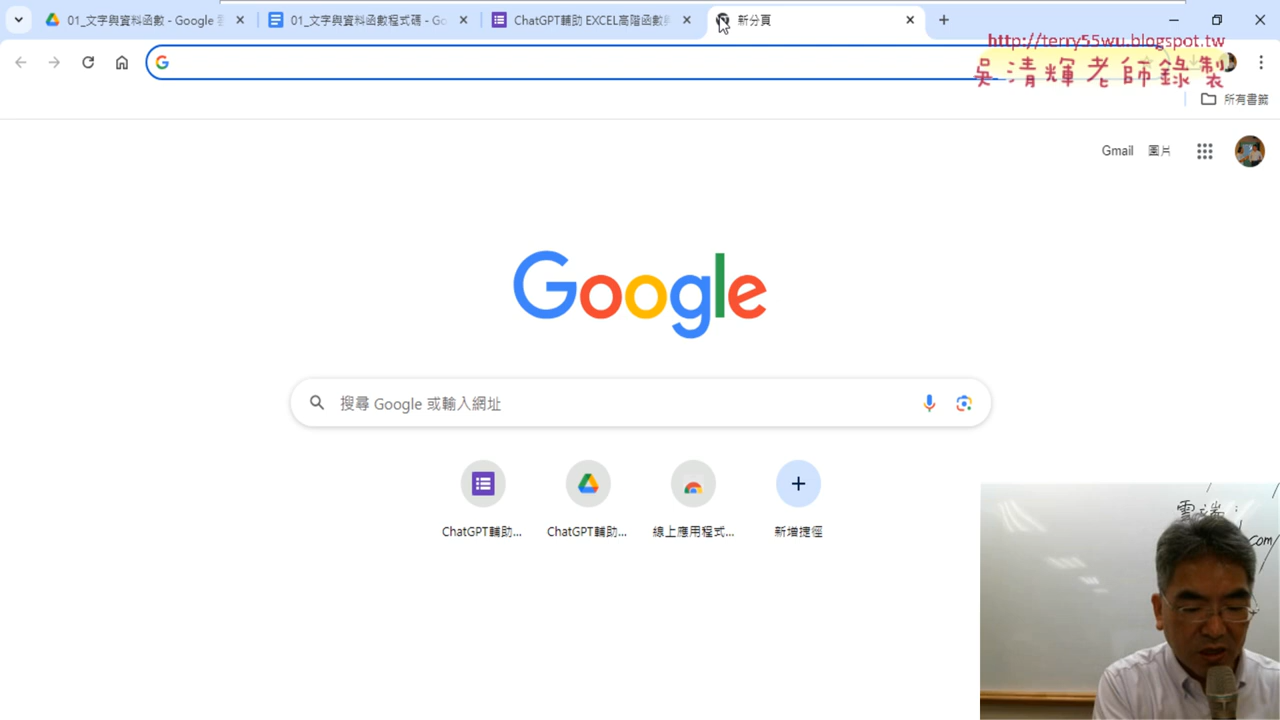 01_文字與資料函數 - Google
01_文字與資料函數程式碼 - Go
ChatGPT輔助 EXCEL高階函數
新分頁
http://terry55wu.blogspot.tw
吳清輝老師錄製
所有書籤
Gmail
圖片
Google
搜尋 Google 或輸入網址
ChatGPT輔助...
ChatGPT輔助...
線上應用程式...
新增捷徑
雲端:
com/